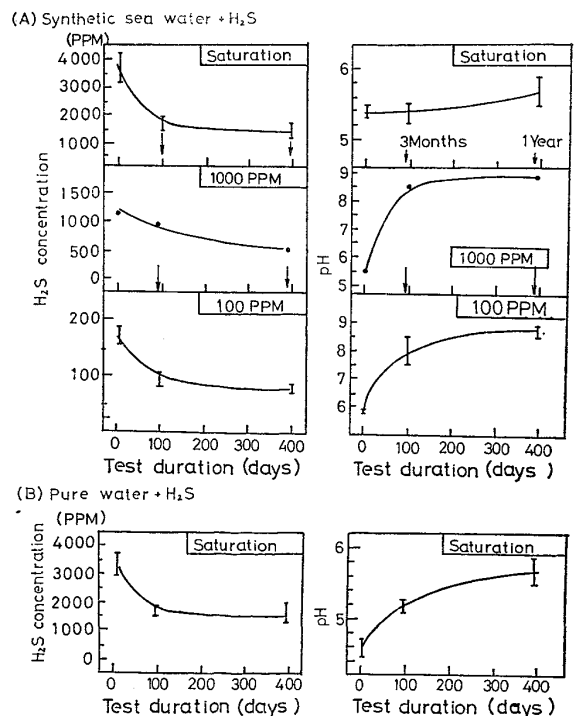 (A) Synthetic sea water + H₂S
(PPM)
Saturation
4000
3000
2000
1000
Saturation
6
5
3Months
1Year
1000 PPM
1500
1000
500
0
H₂S concentration
9
8
7
6
5
pH
1000 PPM
100 PPM
200
100
0 100 200 300 400
Test duration (days)
100 PPM
9
8
7
6
0 100 200 300 400
Test duration (days)
(B) Pure water + H₂S
(PPM)
Saturation
4000
3000
2000
1000
0
H₂S concentration
0 100 200 300 400
Test duration (days)
Saturation
6
5
pH
0 100 200 300 400
Test duration (days)